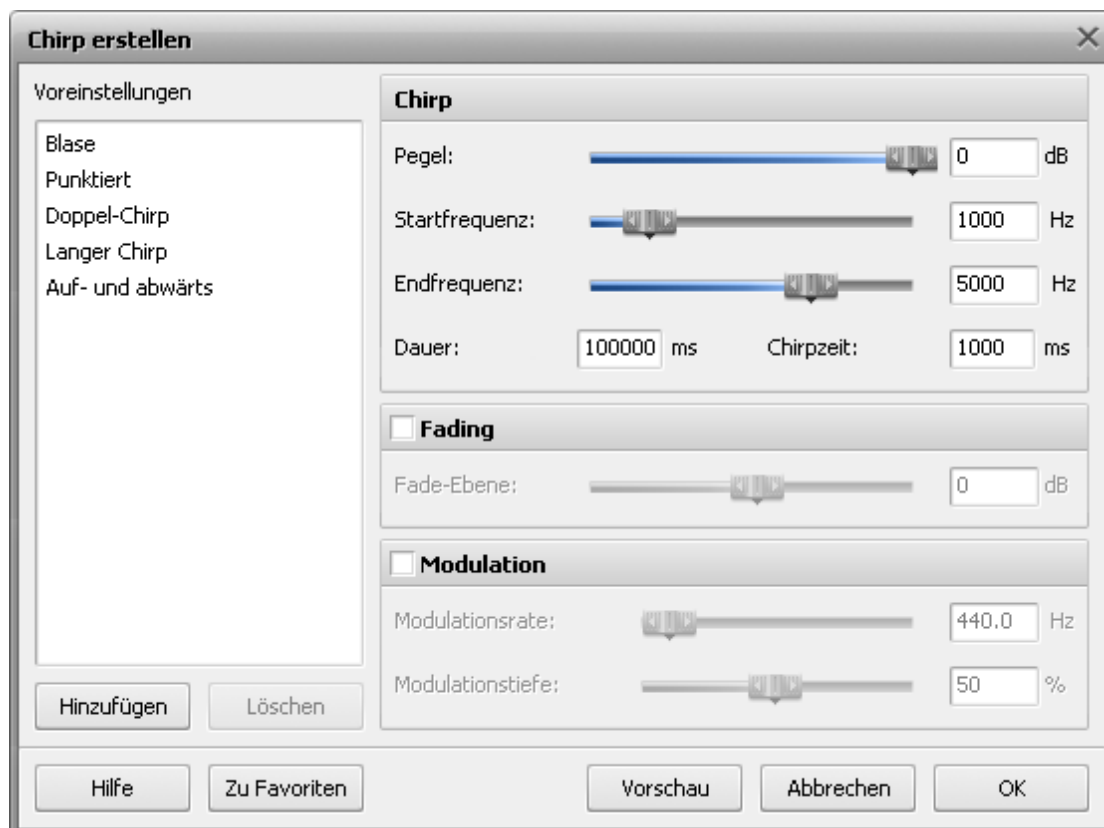 Chirp erstellen
Voreinstellungen
Blase
Punktiert
Doppel-Chirp
Langer Chirp
Auf- und abwärts
Hinzufügen Löschen
Chirp
Pegel: 0 dB
Startfrequenz: 1000 Hz
Endfrequenz: 5000 Hz
Dauer: 100000 ms Chirpzeit: 1000 ms
Fading
Fade-Ebene: 0 dB
Modulation
Modulationsrate: 440.0 Hz
Modulationstiefe: 50 %
Hilfe Zu Favoriten Vorschau Abbrechen OK